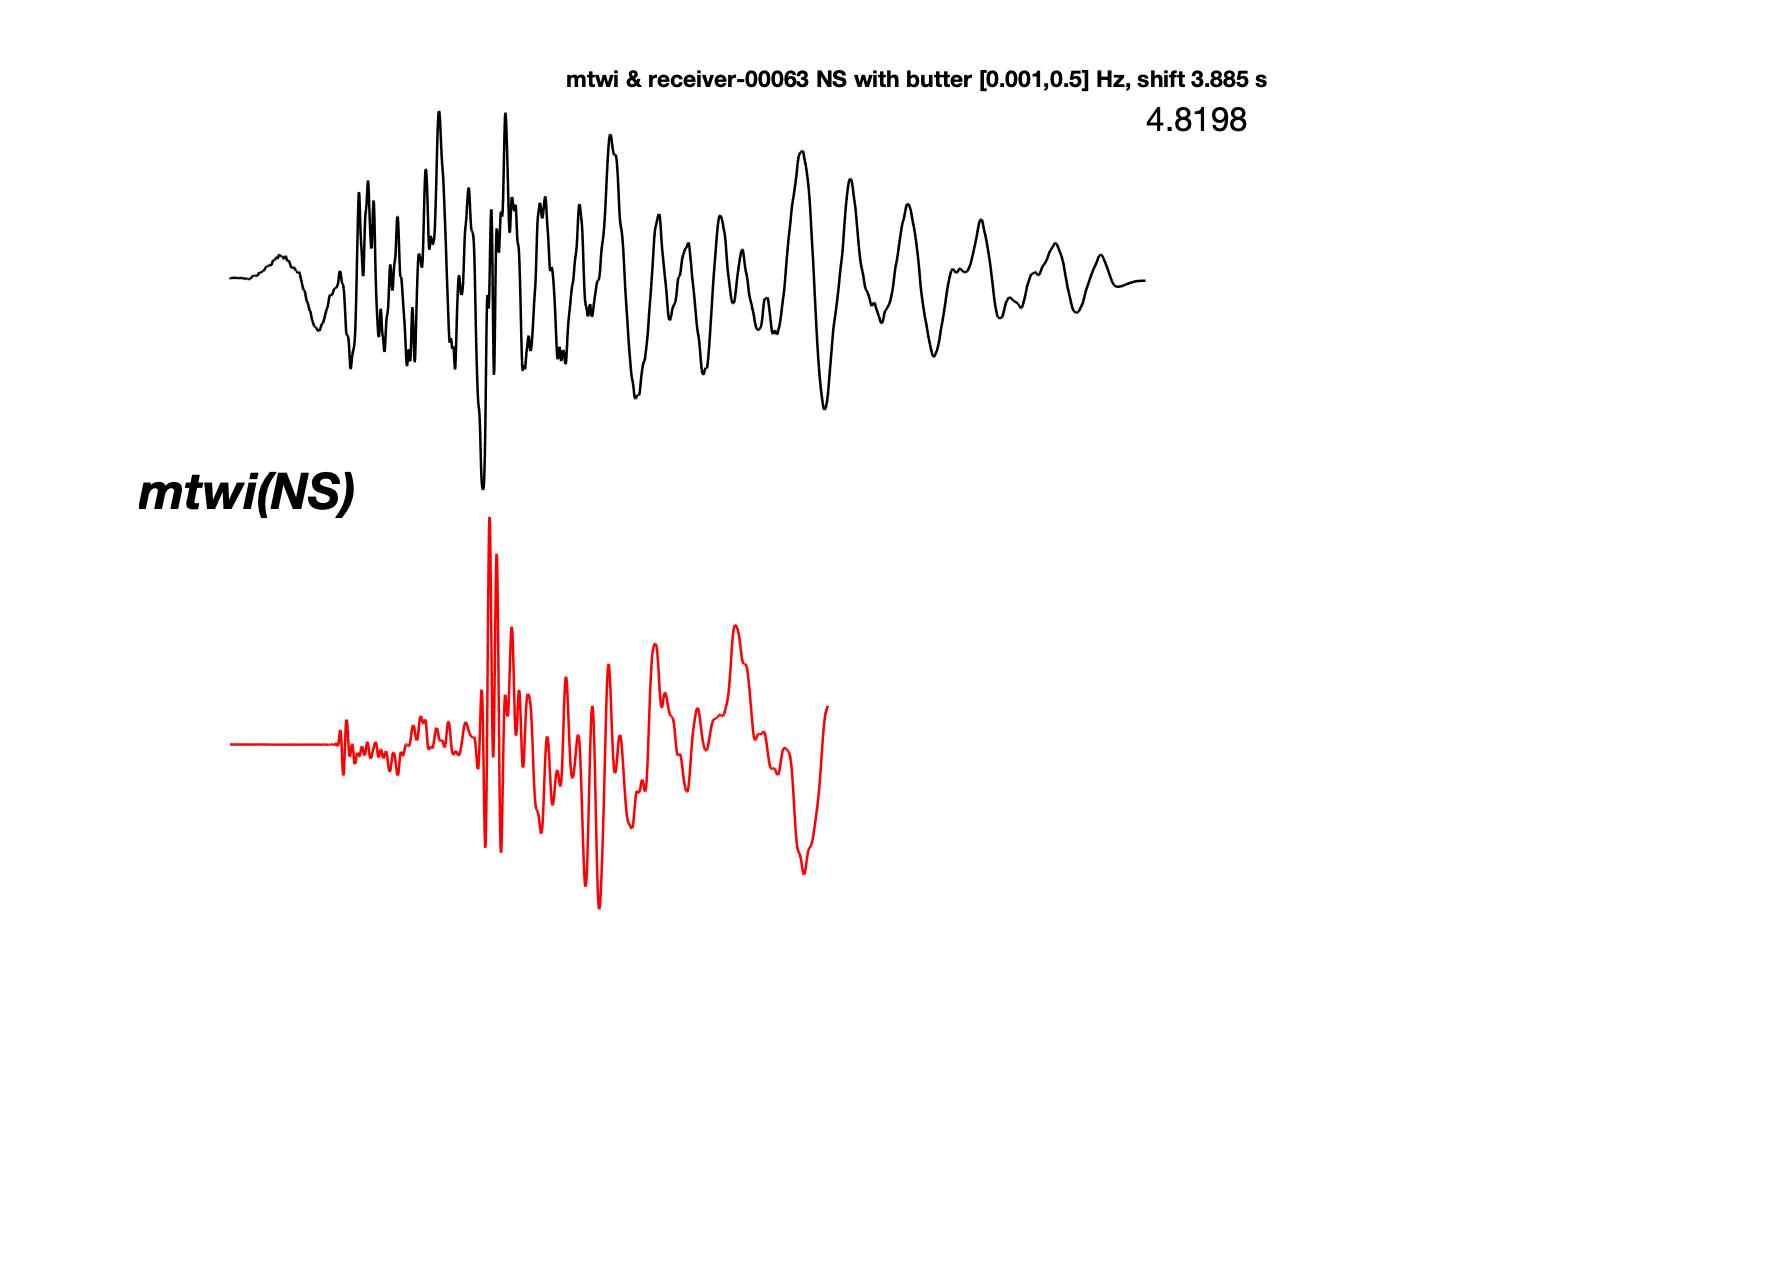 mtwi & receiver-00063 NS with butter [0.001,0.5] Hz, shift 3.885 s
4.8198
mtwi(NS)